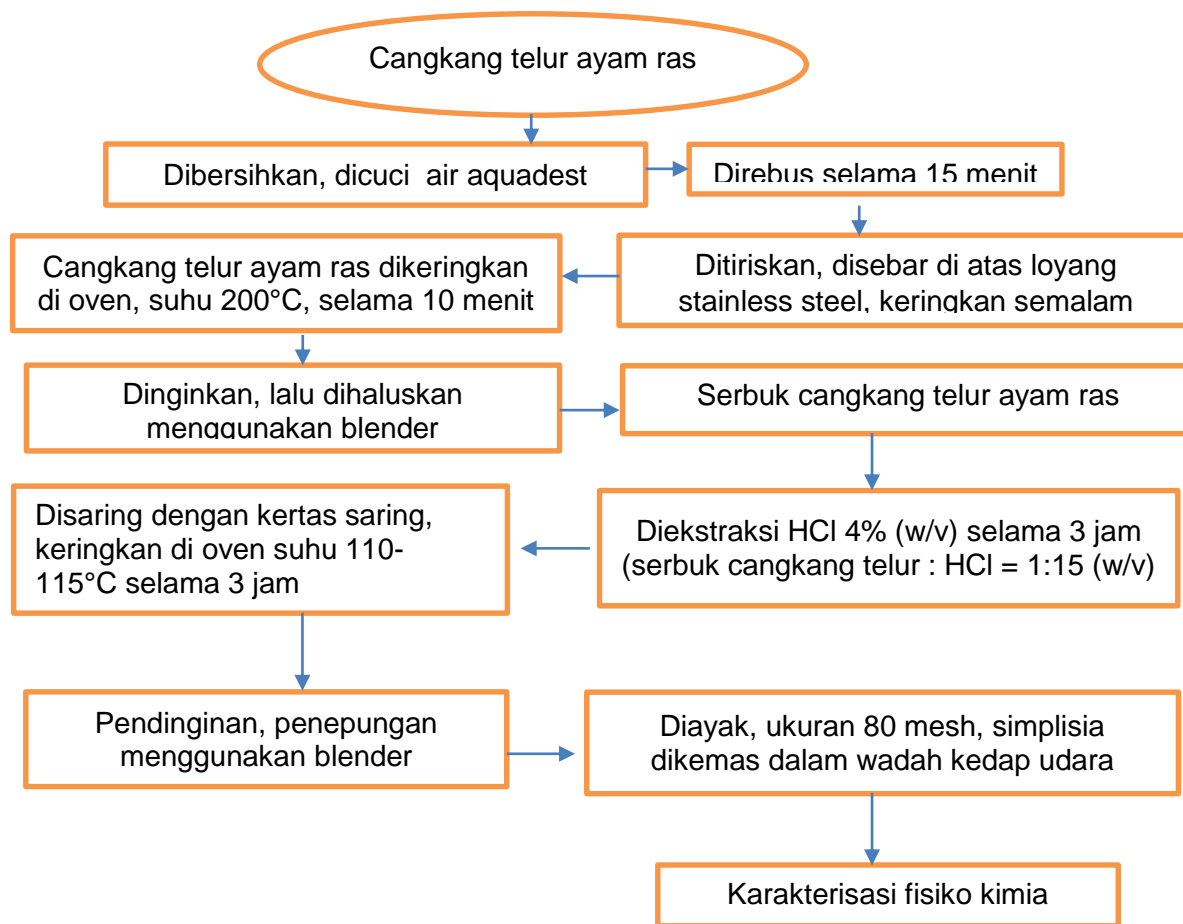 Cangkang telur ayam ras
Dibersihkan, dicuci air aquadest
Direbus selama 15 menit
Ditiriskan, disebar di atas loyang
stainless steel, keringkan semalam
Cangkang telur ayam ras dikeringkan
di oven, suhu 200°C, selama 10 menit
Dinginkan, lalu dihaluskan
menggunakan blender
Serbuk cangkang telur ayam ras
Diekstraksi HCl 4% (w/v) selama 3 jam
(serbuk cangkang telur : HCl = 1:15 (w/v)
Disaring dengan kertas saring,
keringkan di oven suhu 110-
115°C selama 3 jam
Pendinginan, penepungan
menggunakan blender
Diayak, ukuran 80 mesh, simplisia
dikemas dalam wadah kedap udara
Karakterisasi fisiko kimia